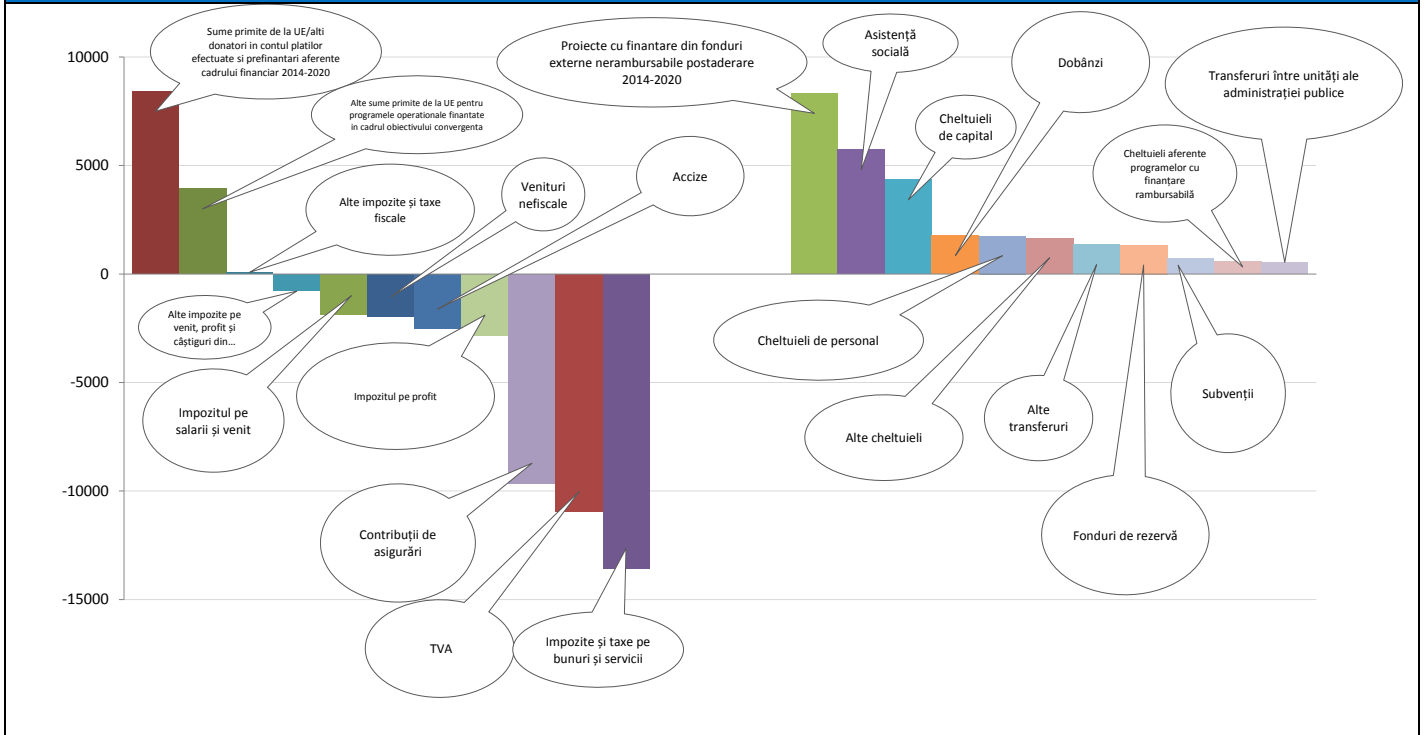 Sume primite de la UE/alti
donatori in contul platilor
efectuate si prefinantari aferente
cadrului financiar 2014-2020
Alte sume primite de la UE pentru
programele operationale finantate
in cadrul obiectivului convergenta
Alte impozite și taxe
fiscale
Venituri
nefiscale
Accize
Proiecte cu finantare din fonduri
externe nerambursabile postaderare
2014-2020
Asistență
socială
Cheltuieli
de capital
Dobânzi
Cheltuieli aferente
programelor cu
finanțare
rambursabilă
Transferuri între unități ale
administrației publice
10000
5000
0
-5000
-10000
-15000
Alte impozite pe
venit, profit și
câștiguri din...
Impozitul pe
salarii și venit
Impozitul pe profit
Contribuții de
asigurări
TVA
Impozite și taxe pe
bunuri și servicii
Cheltuieli de personal
Alte cheltuieli
Alte
transferuri
Fonduri de rezervă
Subvenții